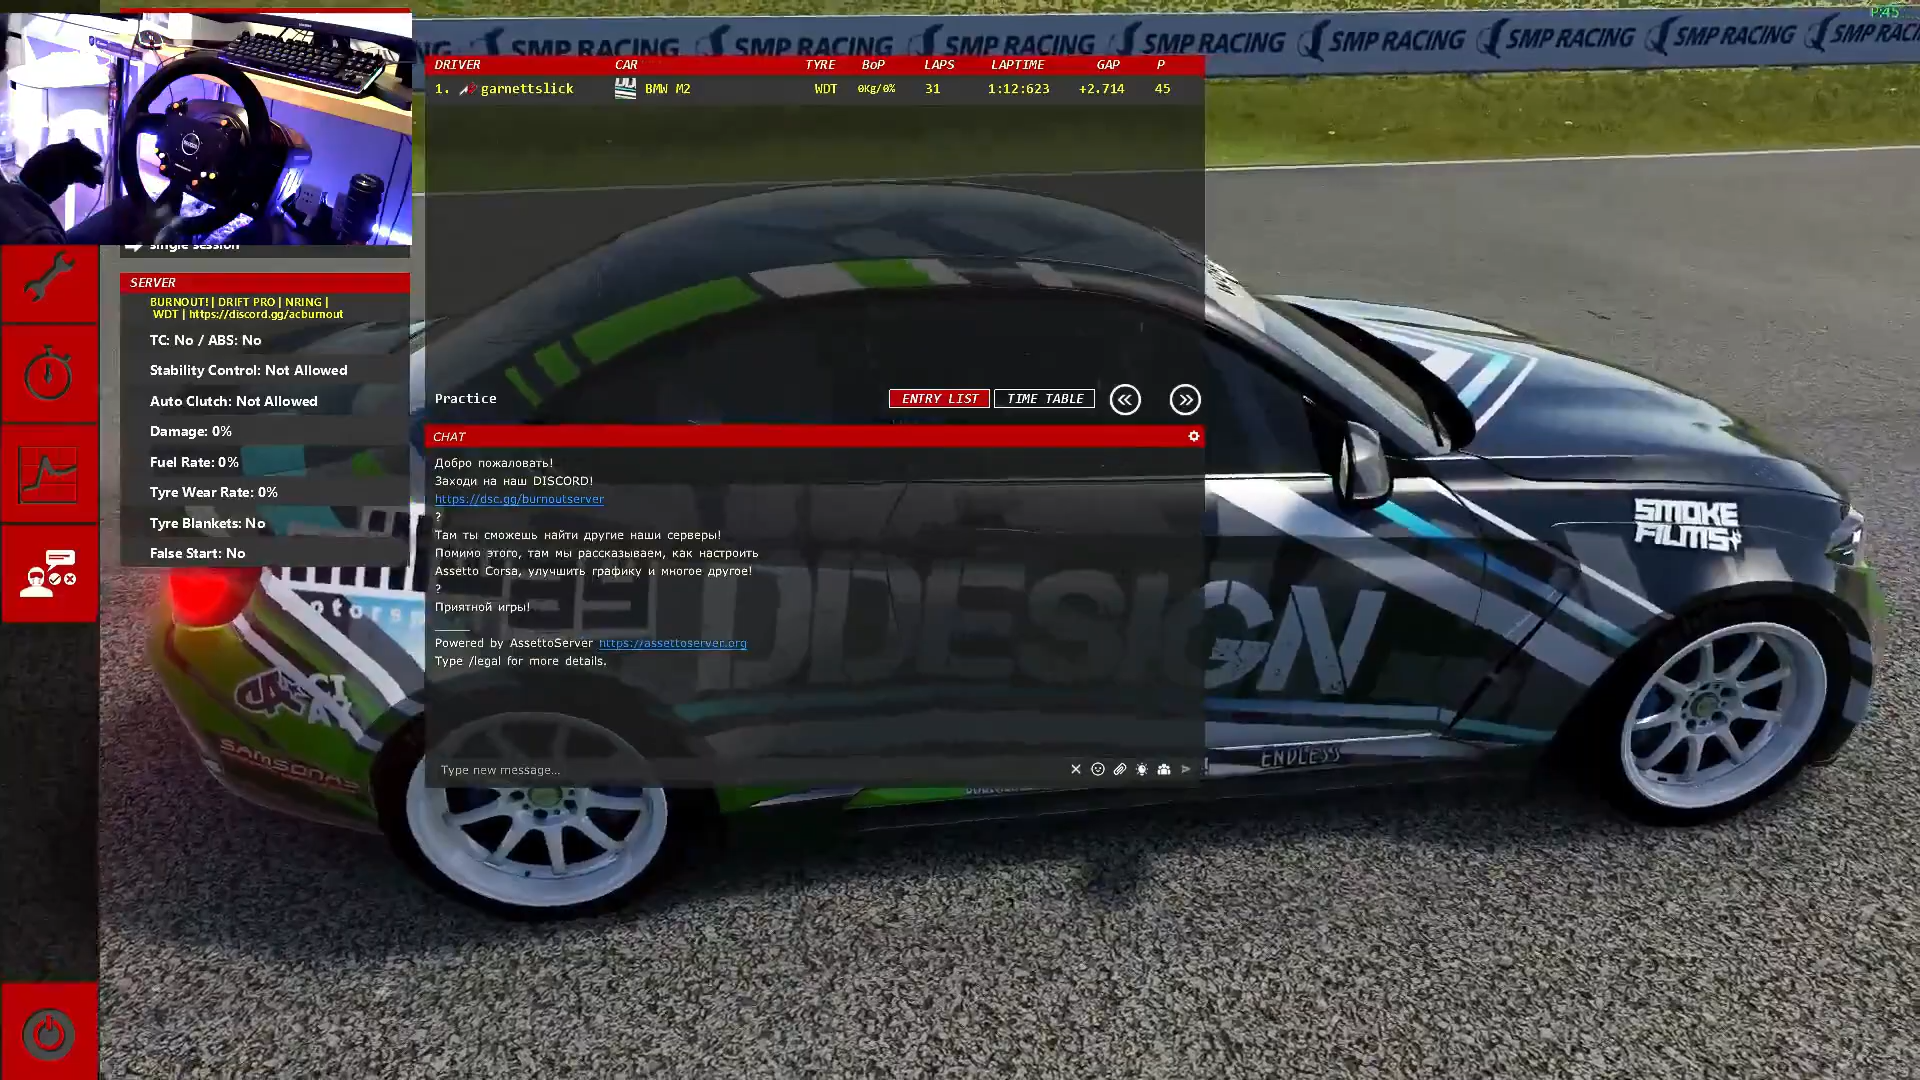 SMP RACING SMP RACING SMP RACING SMP RACING SMP RACING SMP RACING SMP RACING
P:45
DRIVER CAR TYRE BoP LAPS LAPTIME GAP P
1. garnettslick BMW M2 WDT 0Kg/0% 31 1:12:623 +2.714 45
single session
SERVER
BURNOUT! | DRIFT PRO | NRING |
WDT | https://discord.gg/acburnout
TC: No / ABS: No
Stability Control: Not Allowed
Auto Clutch: Not Allowed
Damage: 0%
Fuel Rate: 0%
Tyre Wear Rate: 0%
Tyre Blankets: No
False Start: No
Practice
ENTRY LIST TIME TABLE
CHAT
Добро пожаловать!
Заходи на наш DISCORD!
https://dsc.gg/burnoutserver
?
Там ты сможешь найти другие наши серверы!
Помимо этого, там мы рассказываем, как настроить
Assetto Corsa, улучшить графику и многое другое!
?
Приятной игры!
_____
Powered by AssettoServer https://assettoserver.org
Type /legal for more details.
Type new message...
SMOKE
FILMS
DDESIGN
SAMSONAS
ENDLESS